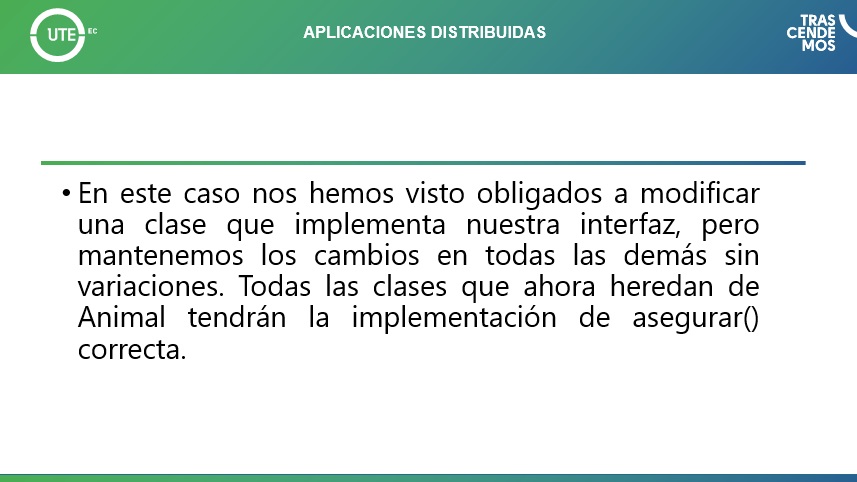 UTE EC
APLICACIONES DISTRIBUIDAS
TRAS
CENDE
MOS
• En este caso nos hemos visto obligados a modificar
una clase que implementa nuestra interfaz, pero
mantenemos los cambios en todas las demás sin
variaciones. Todas las clases que ahora heredan de
Animal tendrán la implementación de asegurar()
correcta.